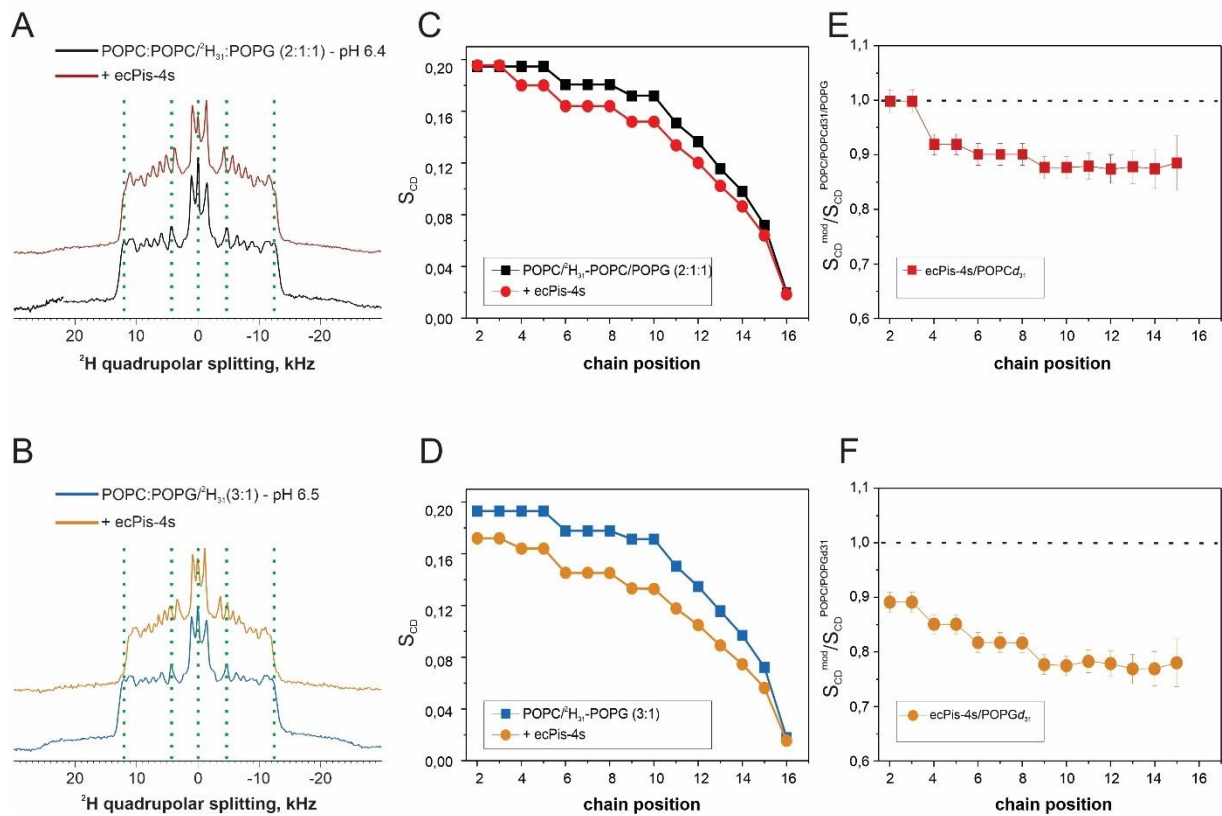 A
POPC:POPC/²H₃₁:POPG (2:1:1) - pH 6.4
+ ecPis-4s
20 10 0 -10 -20
²H quadrupolar splitting, kHz
C
0,20
0,16
0,12
0,08
0,04
0,00
S_CD
POPC/²H₃₁-POPC/POPG (2:1:1)
+ ecPis-4s
2 4 6 8 10 12 14 16
chain position
E
1,1
1,0
0,9
0,8
0,7
0,6
S_CD^mod/S_CD^POPC/POPCd31/POPG
ecPis-4s/POPCd₃₁
2 4 6 8 10 12 14 16
chain position
B
POPC:POPG/²H₃₁(3:1) - pH 6.5
+ ecPis-4s
20 10 0 -10 -20
²H quadrupolar splitting, kHz
D
0,20
0,16
0,12
0,08
0,04
0,00
S_CD
POPC/²H₃₁-POPG (3:1)
+ ecPis-4s
2 4 6 8 10 12 14 16
chain position
F
1,1
1,0
0,9
0,8
0,7
0,6
S_CD^mod/S_CD^POPC/POPGd31
ecPis-4s/POPGd₃₁
2 4 6 8 10 12 14 16
chain position